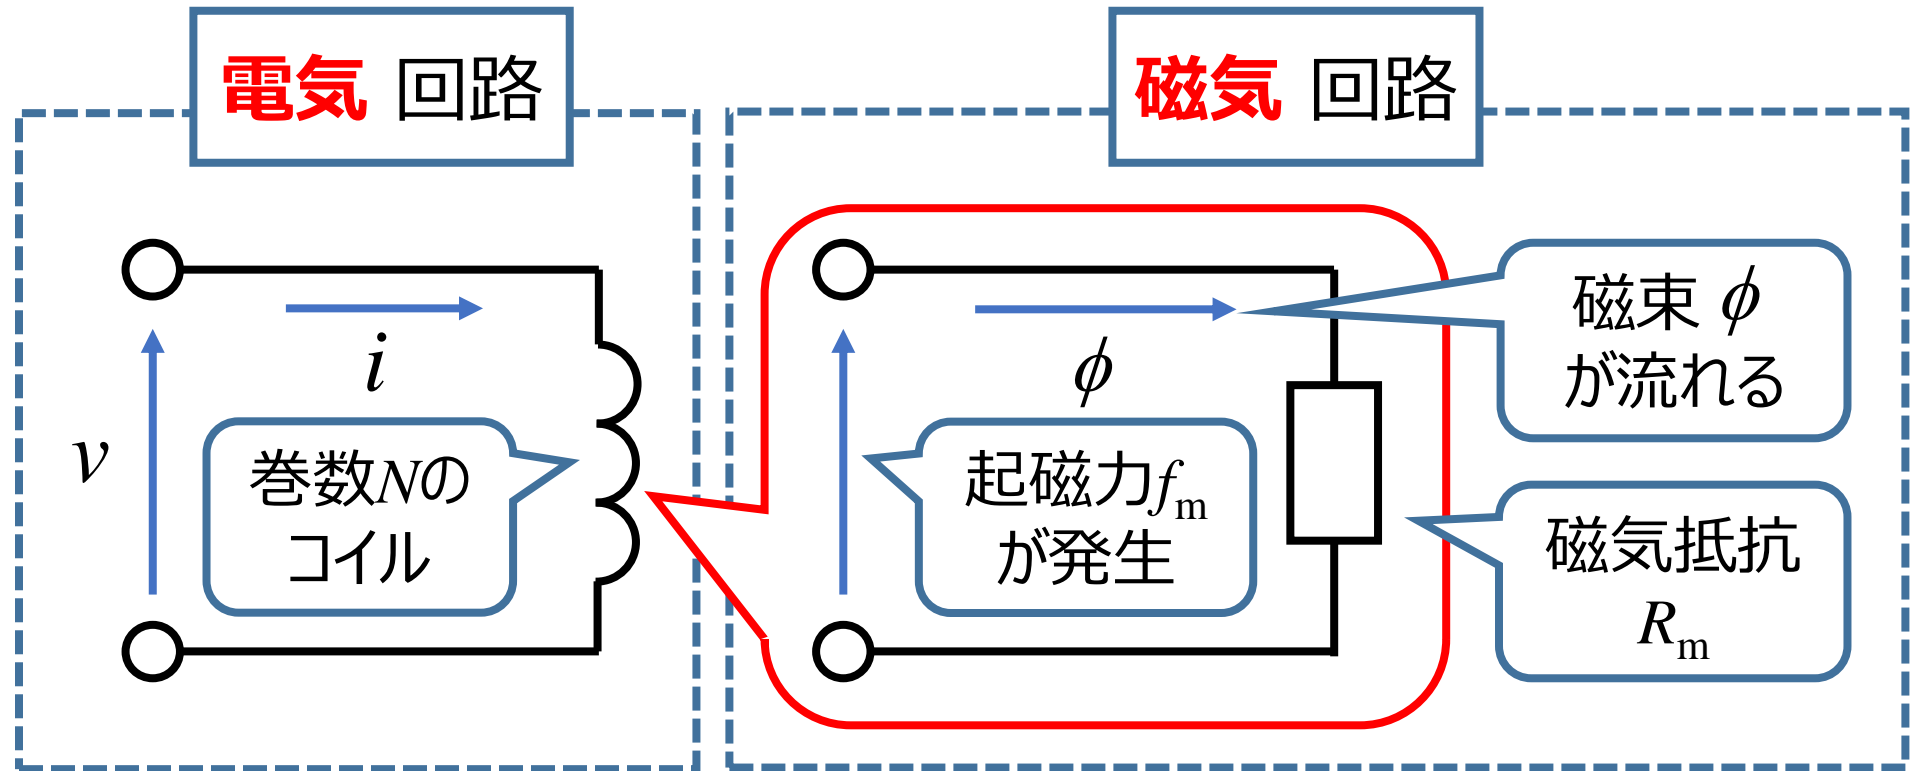 電気 回路
磁気 回路
i
v
巻数Nの
コイル
ϕ
起磁力fm
が発生
磁束 ϕ
が流れる
磁気抵抗
Rm